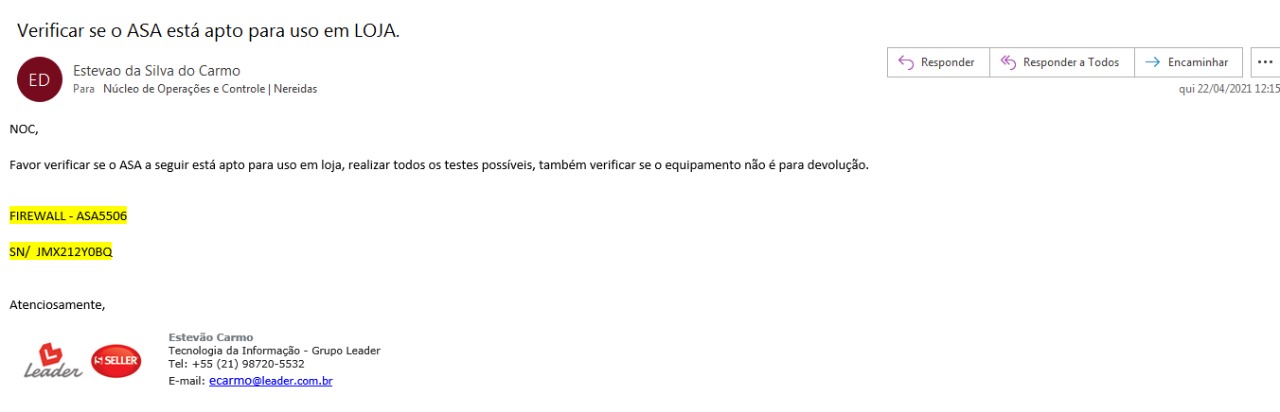 Verificar se o ASA está apto para uso em LOJA.
ED
Estevao da Silva do Carmo
Para Núcleo de Operações e Controle | Nereidas
Responder
Responder a Todos
Encaminhar
qui 22/04/2021 12:15
NOC,
Favor verificar se o ASA a seguir está apto para uso em loja, realizar todos os testes possíveis, também verificar se o equipamento não é para devolução.
FIREWALL - ASA5506
SN/ JMX212Y0BQ
Atenciosamente,
Leader
SELLER
Estevão Carmo
Tecnologia da Informação - Grupo Leader
Tel: +55 (21) 98720-5532
E-mail: ecarmo@leader.com.br